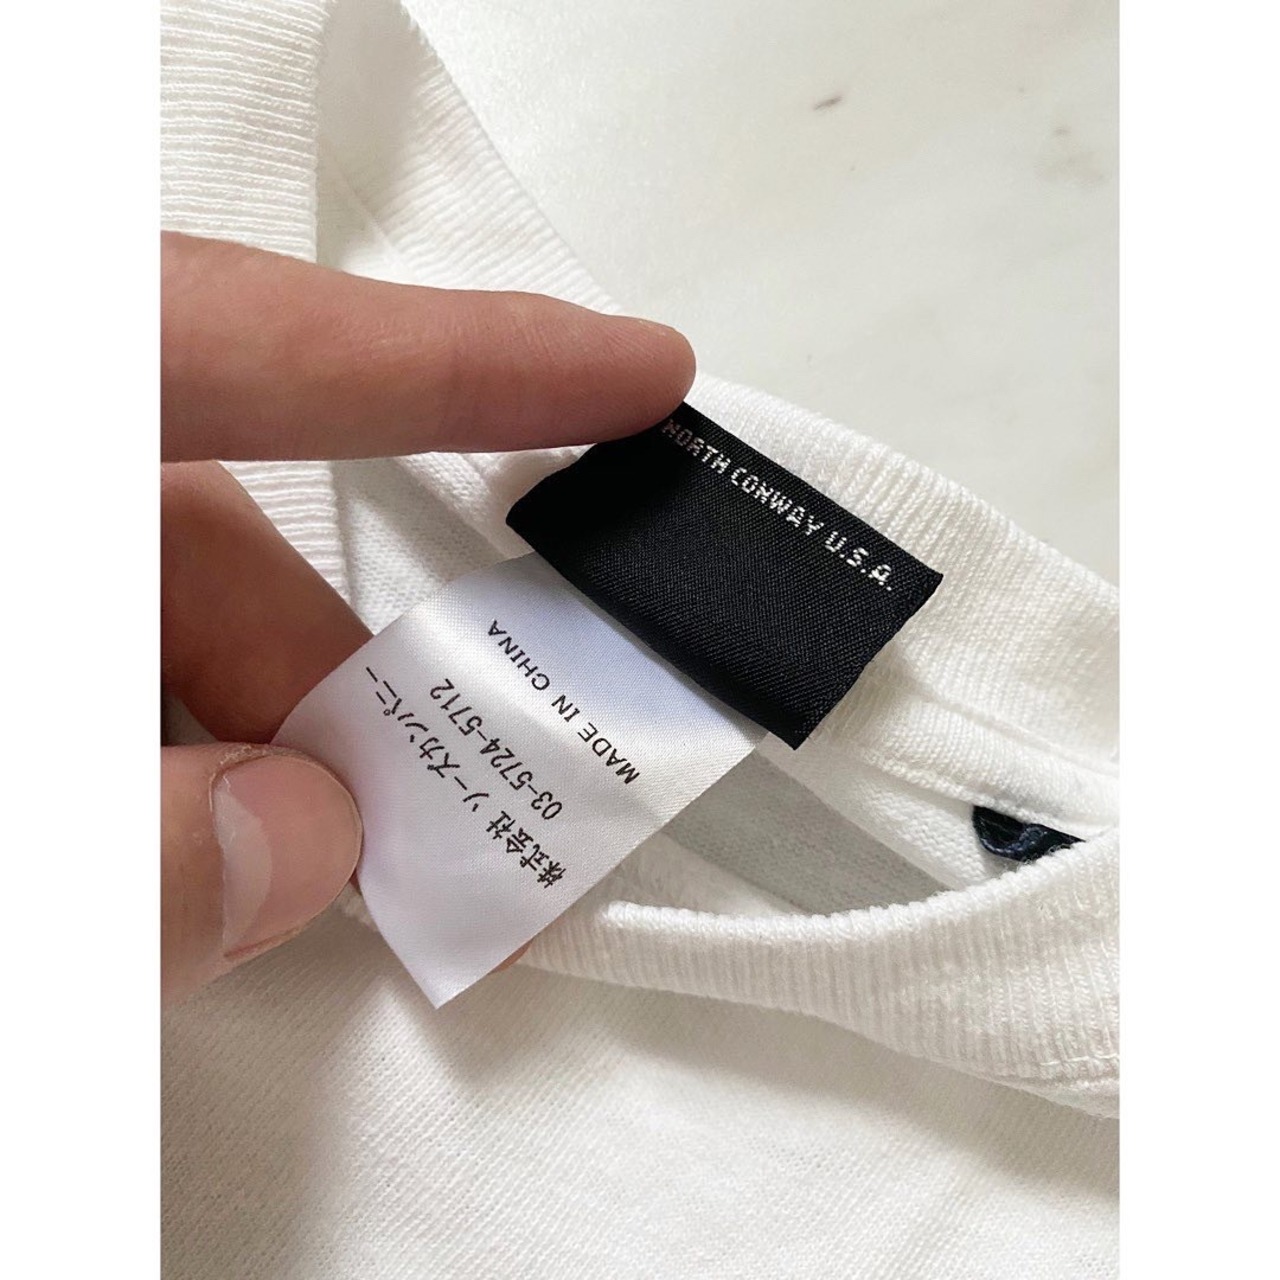 NORTH CONWAY U.S.A.
株式会社 ソースカンパニー
03-5724-5712
MADE IN CHINA